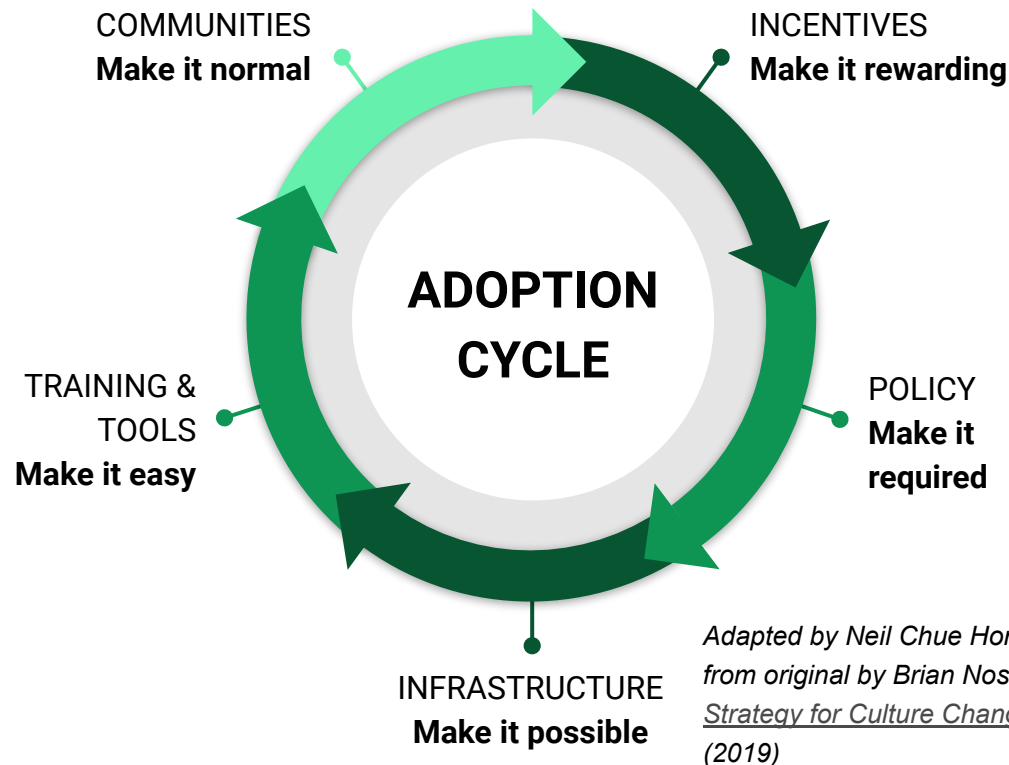 COMMUNITIES
Make it normal
INCENTIVES
Make it rewarding
ADOPTION
CYCLE
TRAINING &
TOOLS
Make it easy
POLICY
Make it
required
INFRASTRUCTURE
Make it possible
Adapted by Neil Chue
from original by Brian
Strategy for Culture
(2019)